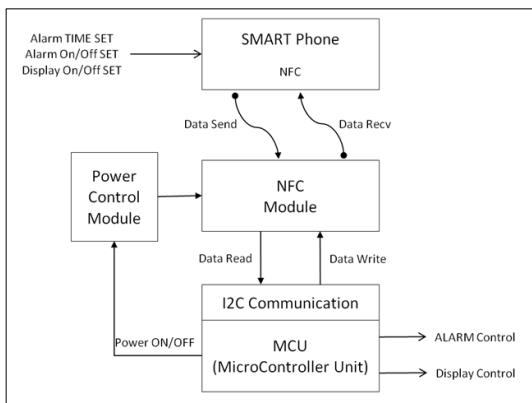 Alarm TIME SET
Alarm On/Off SET
Display On/Off SET
SMART Phone
NFC
Data Send
Data Recv
Power
Control
Module
NFC
Module
Data Read
Data Write
I2C Communication
Power ON/OFF
MCU
(MicroController Unit)
ALARM Control
Display Control